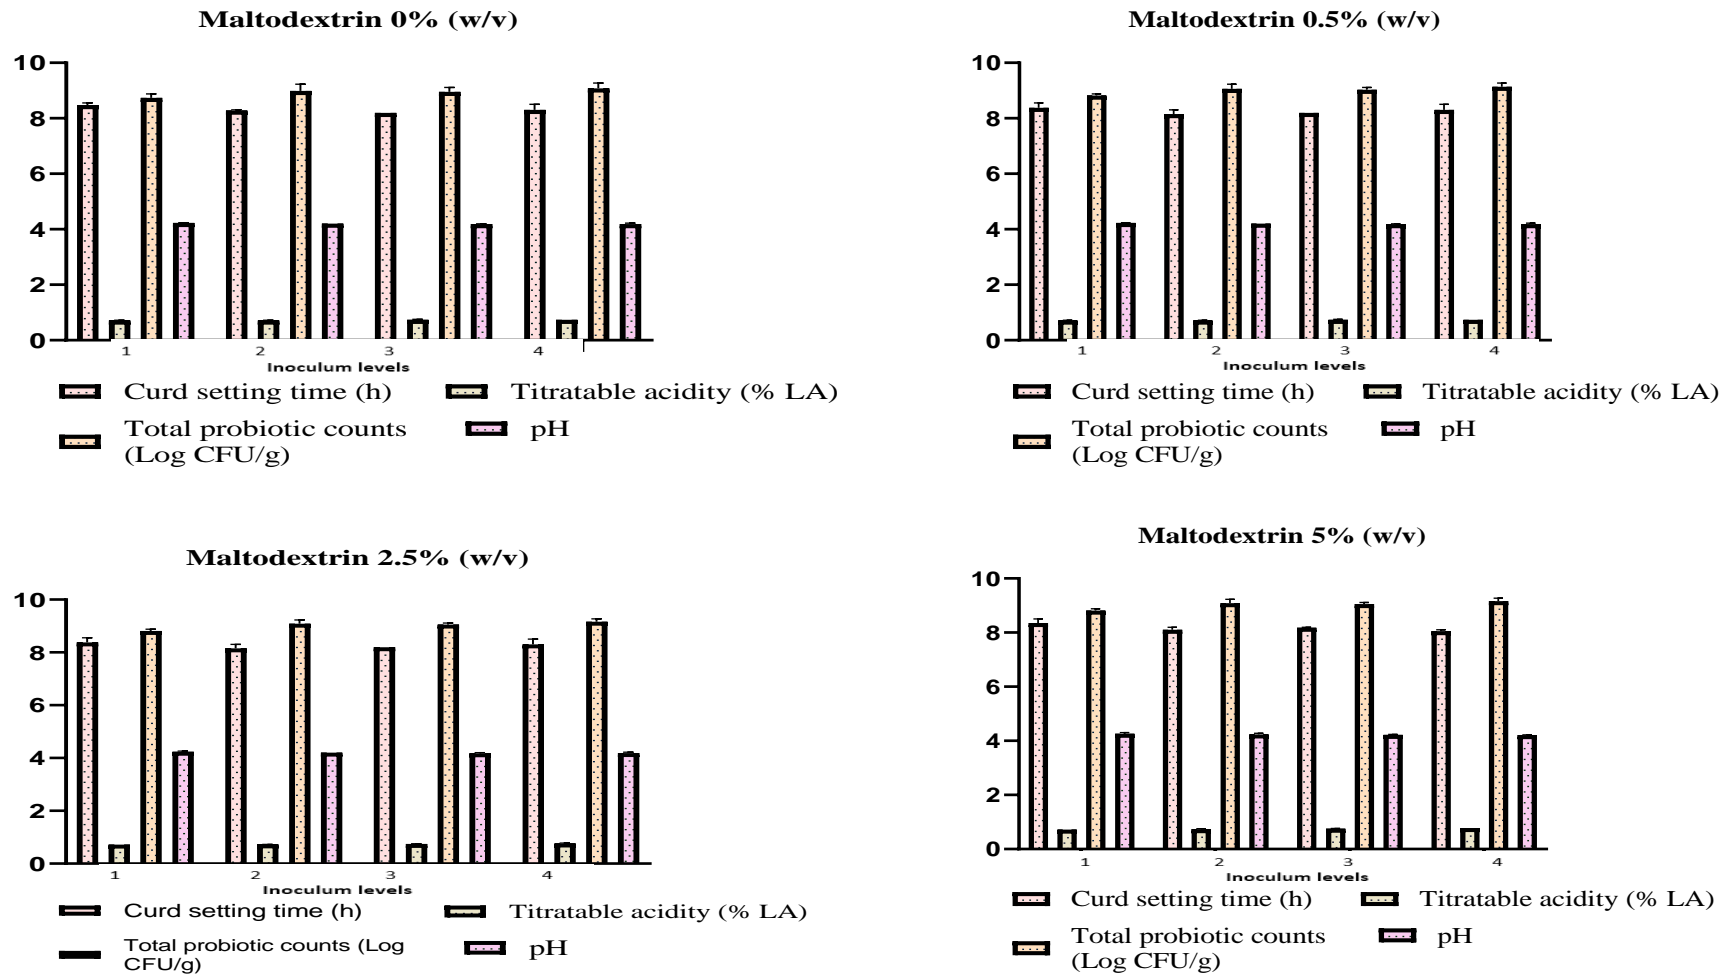 Maltodextrin 0% (w/v)
10
8
6
4
2
0
1 2 3 4
Inoculum levels
Curd setting time (h) Titratable acidity (% LA)
Total probiotic counts pH
(Log CFU/g)
Maltodextrin 0.5% (w/v)
10
8
6
4
2
0
1 2 3 4
Inoculum levels
Curd setting time (h) Titratable acidity (% LA)
Total probiotic counts pH
(Log CFU/g)
Maltodextrin 2.5% (w/v)
10
8
6
4
2
0
1 2 3 4
Inoculum levels
Curd setting time (h) Titratable acidity (% LA)
Total probiotic counts (Log pH
CFU/g)
Maltodextrin 5% (w/v)
10
8
6
4
2
0
1 2 3 4
Inoculum levels
Curd setting time (h) Titratable acidity (% LA)
Total probiotic counts pH
(Log CFU/g)